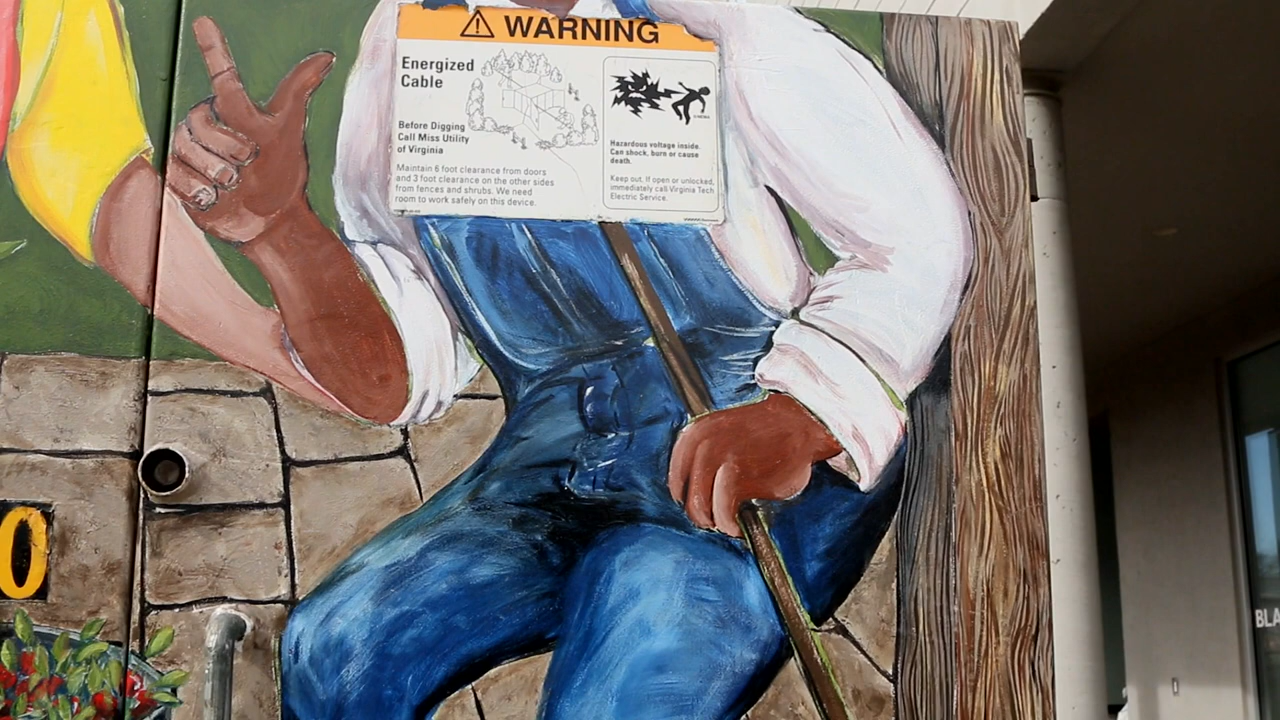 WARNING
Energized
Cable
Before Digging
Call Miss Utility
of Virginia
Maintain 6 foot clearance from doors
and 3 foot clearance on the other sides
from fences and shrubs. We need
room to work safely on this device.
Hazardous voltage inside.
Can shock, burn or cause
death.
Keep out. If open or unlocked,
immediately call Virginia Tech
Electric Service.
0
BLA